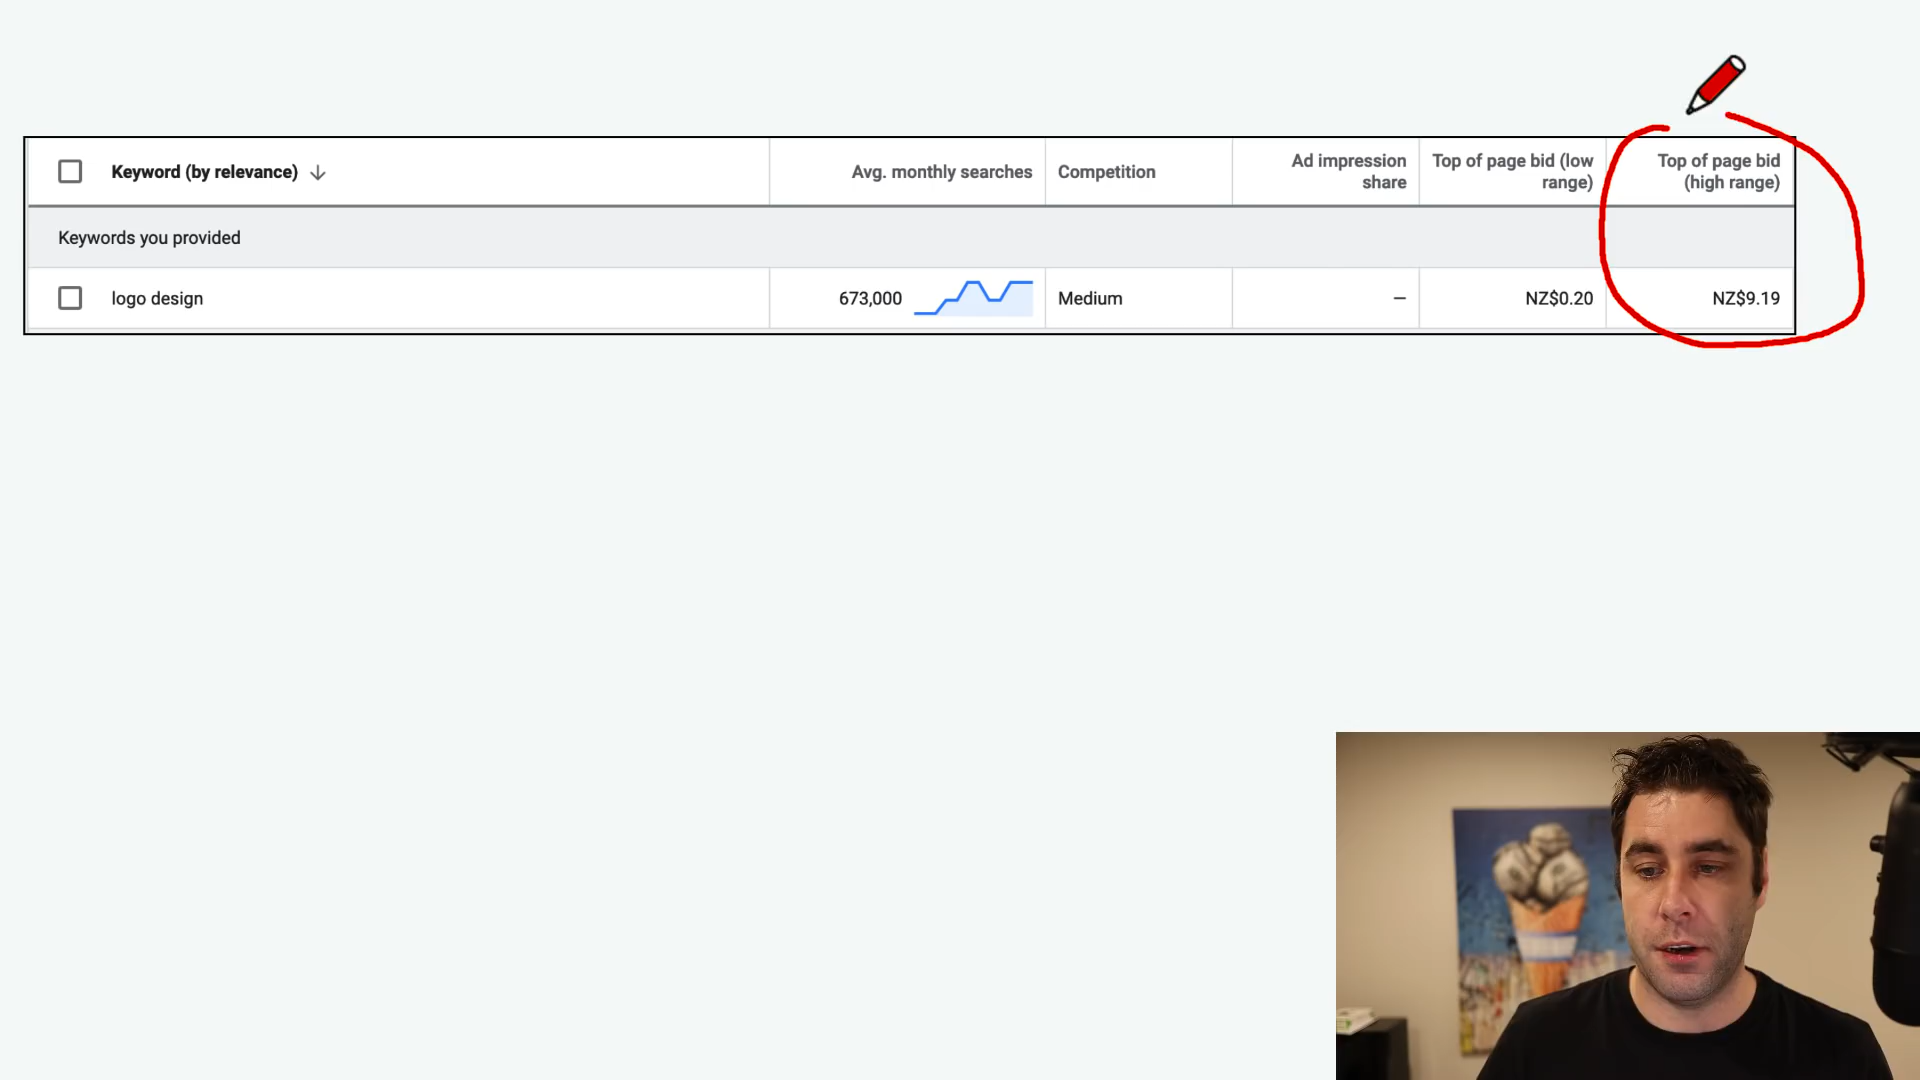 Keyword (by relevance)
Avg. monthly searches
Competition
Ad impression
share
Top of page bid (low
range)
Top of page bid
(high range)
Keywords you provided
logo design
673,000
Medium
–
NZ$0.20
NZ$9.19